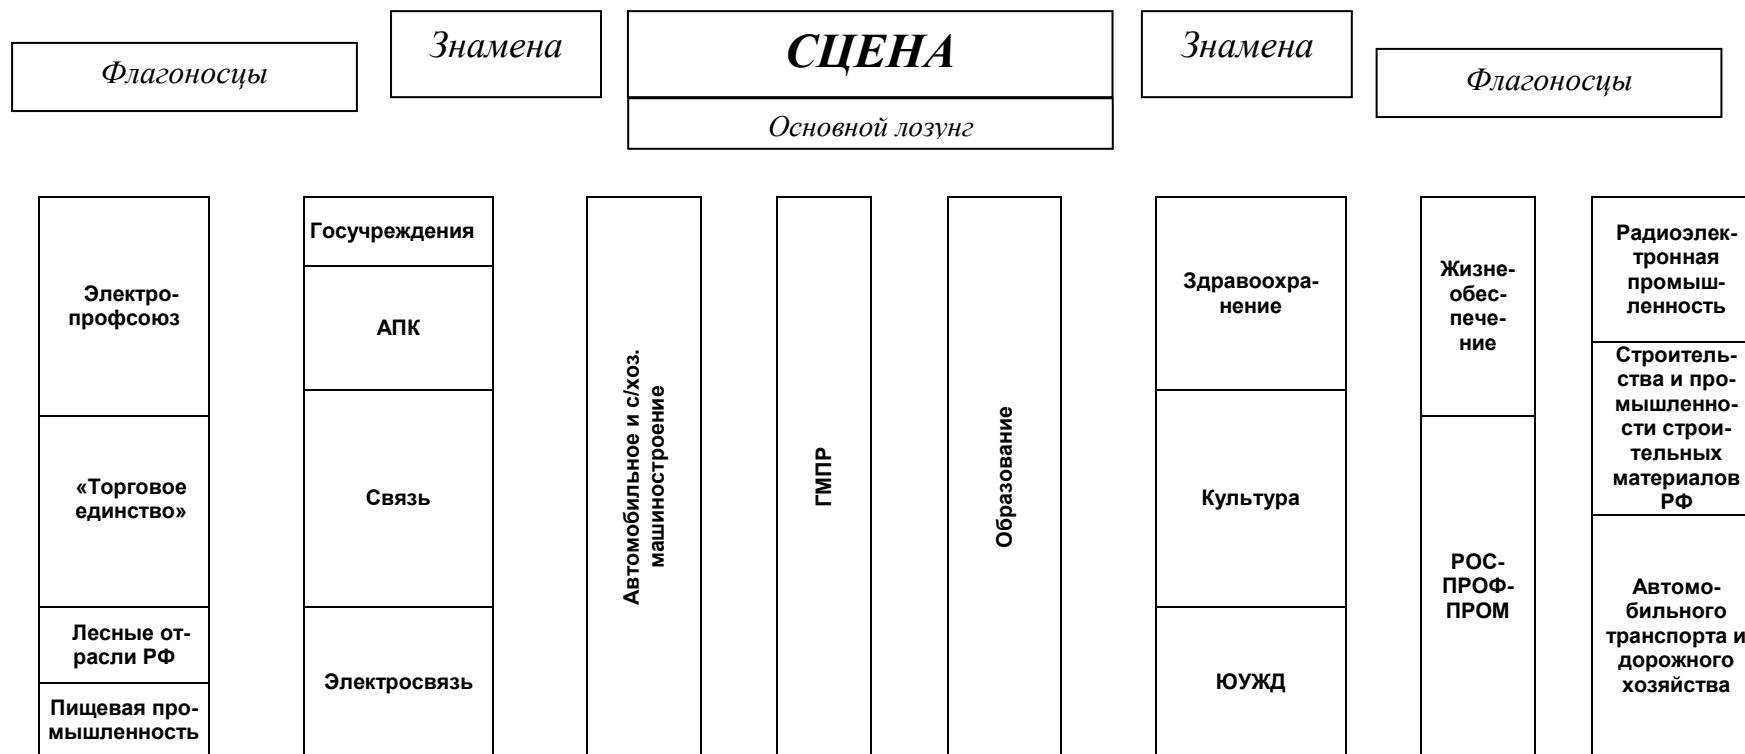 Флагоносцы
Знамена
СЦЕНА
Основной лозунг
Знамена
Флагоносцы
Электро-
профсоюз
«Торговое
единство»
Лесные от-
расли РФ
Пищевая про-
мышленность
Госучреждения
АПК
Связь
Электросвязь
Автомобильное и с/хоз.
машиностроение
ГМПР
Образование
Здравоохра-
нение
Культура
ЮУЖД
Жизне-
обес-
пече-
ние
РОС-
ПРОФ-
ПРОМ
Радиоэлек-
тронная
промыш-
ленность
Строитель-
ства и про-
мышленно-
сти строи-
тельных
материалов
РФ
Автомо-
бильного
транспорта и
дорожного
хозяйства